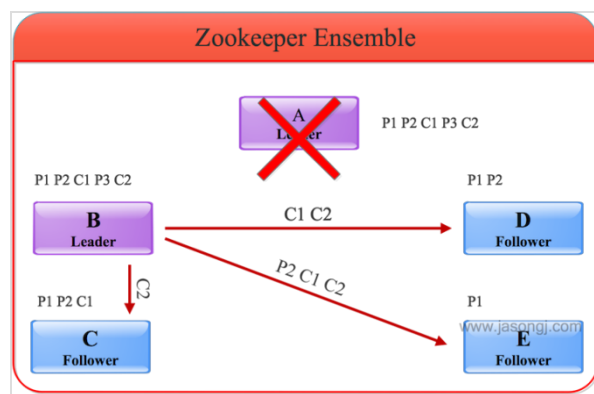 Zookeeper Ensemble
A
Leader
P1 P2 C1 P3 C2
P1 P2 C1 P3 C2
B
Leader
C1 C2
P1 P2
D
Follower
P2 C1 C2
C2
P1 P2 C1
C
Follower
P1
www.jasongj.com
E
Follower